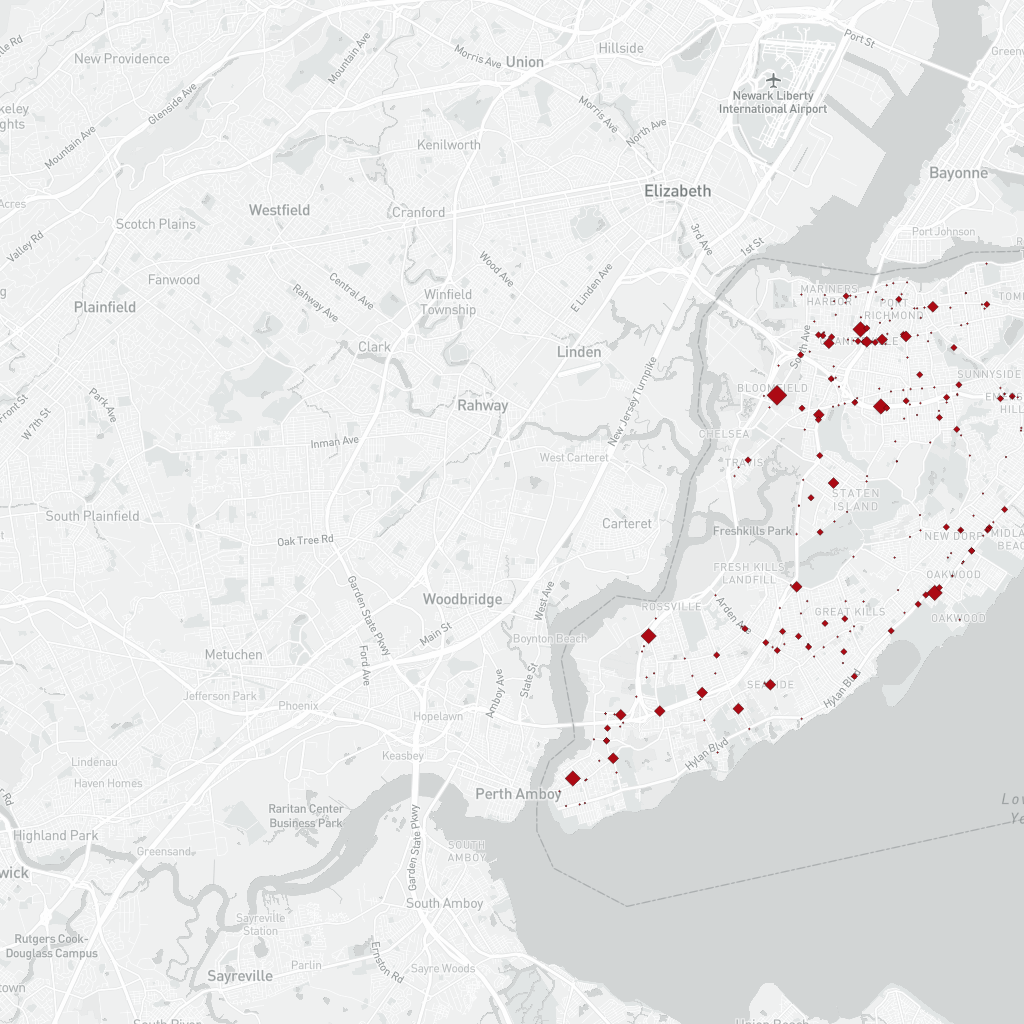 Hillside
Port St
New Providence
Mountain Ave
Morris Ave
Union
Newark Liberty
International Airport
Glenside Ave
Morris Ave
North Ave
Mountain Ave
Kenilworth
Bayonne
Elizabeth
Westfield
Cranford
Scotch Plains
Port Johnson
Valley Rd
3rd Ave
1st St
Wood Ave
Fanwood
Central Ave
E Linden Ave
Plainfield
Rahway Ave
Winfield
Township
MARINERS
HARBOR
PORT
RICHMOND
Clark
Linden
South Ave
SUNNYSIDE
Park
Ave
Rahway
New Jersey Turnpike
BLOOMFIELD
W 7th St
Front St
Inman Ave
West Carteret
CHELSEA
TRAVIS
South Plainfield
Carteret
STATEN
ISLAND
Oak Tree Rd
Freshkills Park
NEW DORP
FRESH KILLS
LANDFILL
OAKWOOD
Garden State Pkwy
Woodbridge
West Ave
ROSSVILLE
Arden Ave
GREAT KILLS
OAKWOOD
Main St
Boynton Beach
Metuchen
Ford Ave
State St
Amboy Ave
Jefferson Park
Phoenix
Hopelawn
Hylan Blvd
Keasbey
Hylan Blvd
Lindenau
Haven Homes
Perth Amboy
Raritan Center
Business Park
Highland Park
Greensand
Garden State Pkwy
SOUTH
AMBOY
South Amboy
Sayreville
Station
Rutgers Cook-
Douglass Campus
Ernston Rd
Parlin
Sayre Woods
Sayreville
South River
Union Beach